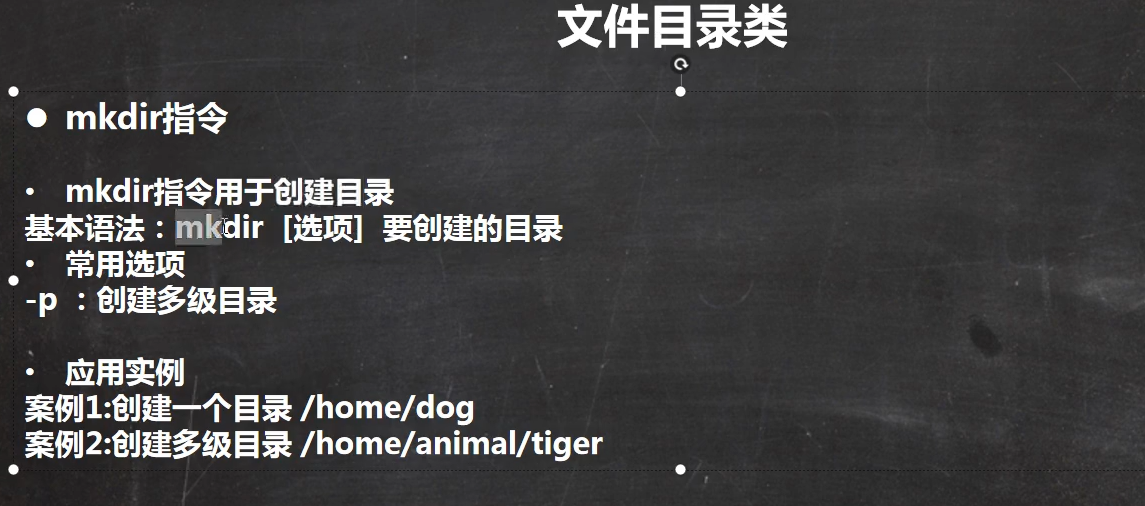 文件目录类
● mkdir指令
• mkdir指令用于创建目录
基本语法：mkdir [选项] 要创建的目录
• 常用选项
-p ：创建多级目录
• 应用实例
案例1:创建一个目录 /home/dog
案例2:创建多级目录 /home/animal/tiger